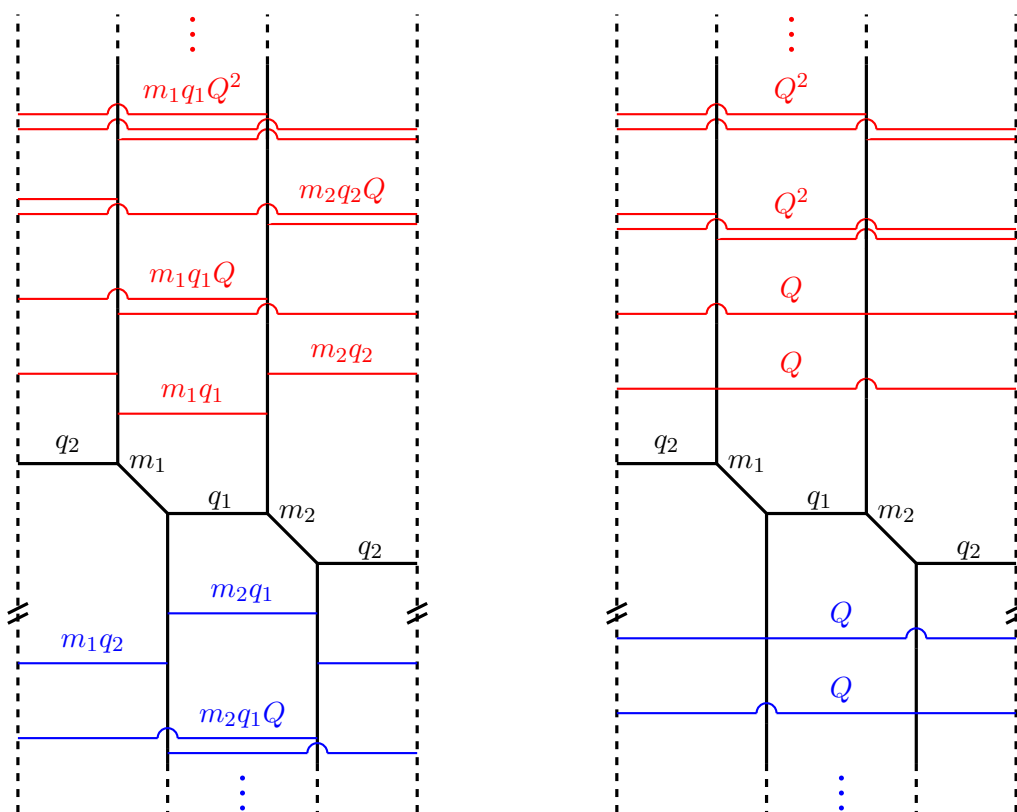 m₁q₁Q²
m₂q₂Q
m₁q₁Q
m₂q₂
m₁q₁
q₂
m₁
q₁
m₂
q₂
m₂q₁
m₁q₂
m₂q₁Q
Q²
Q²
Q
Q
q₂
m₁
q₁
m₂
q₂
Q
Q